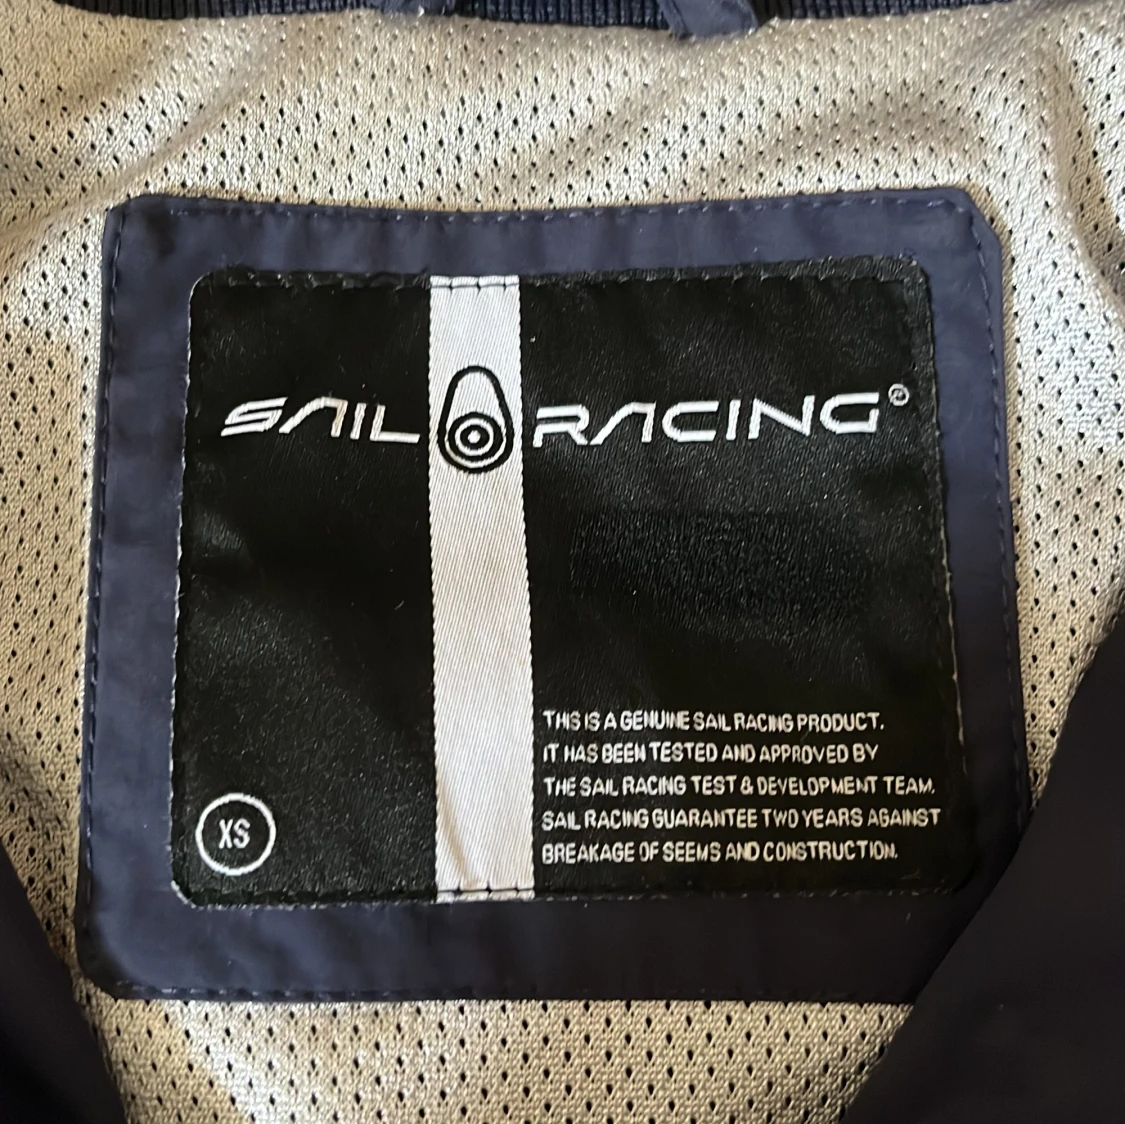 SAIL RACING®
THIS IS A GENUINE SAIL RACING PRODUCT.
IT HAS BEEN TESTED AND APPROVED BY
THE SAIL RACING TEST & DEVELOPMENT TEAM.
SAIL RACING GUARANTEE TWO YEARS AGAINST
BREAKAGE OF SEEMS AND CONSTRUCTION.
XS